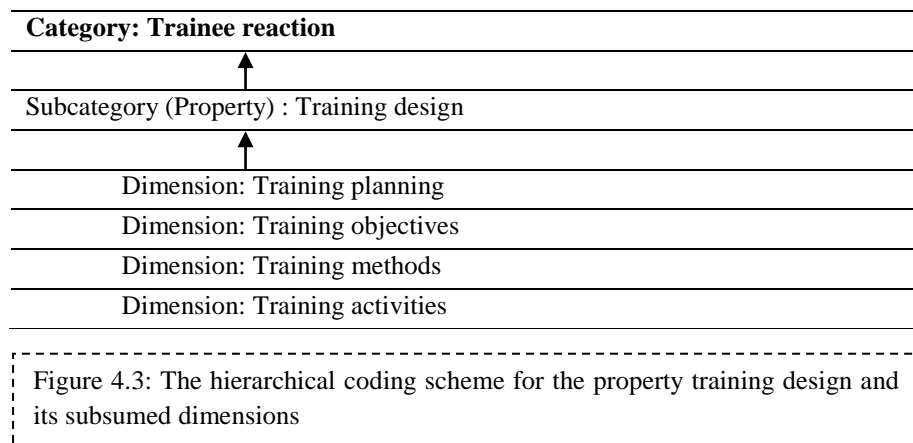 Category: Trainee reaction
Subcategory (Property) : Training design
Dimension: Training planning
Dimension: Training objectives
Dimension: Training methods
Dimension: Training activities
Figure 4.3: The hierarchical coding scheme for the property training design and
its subsumed dimensions